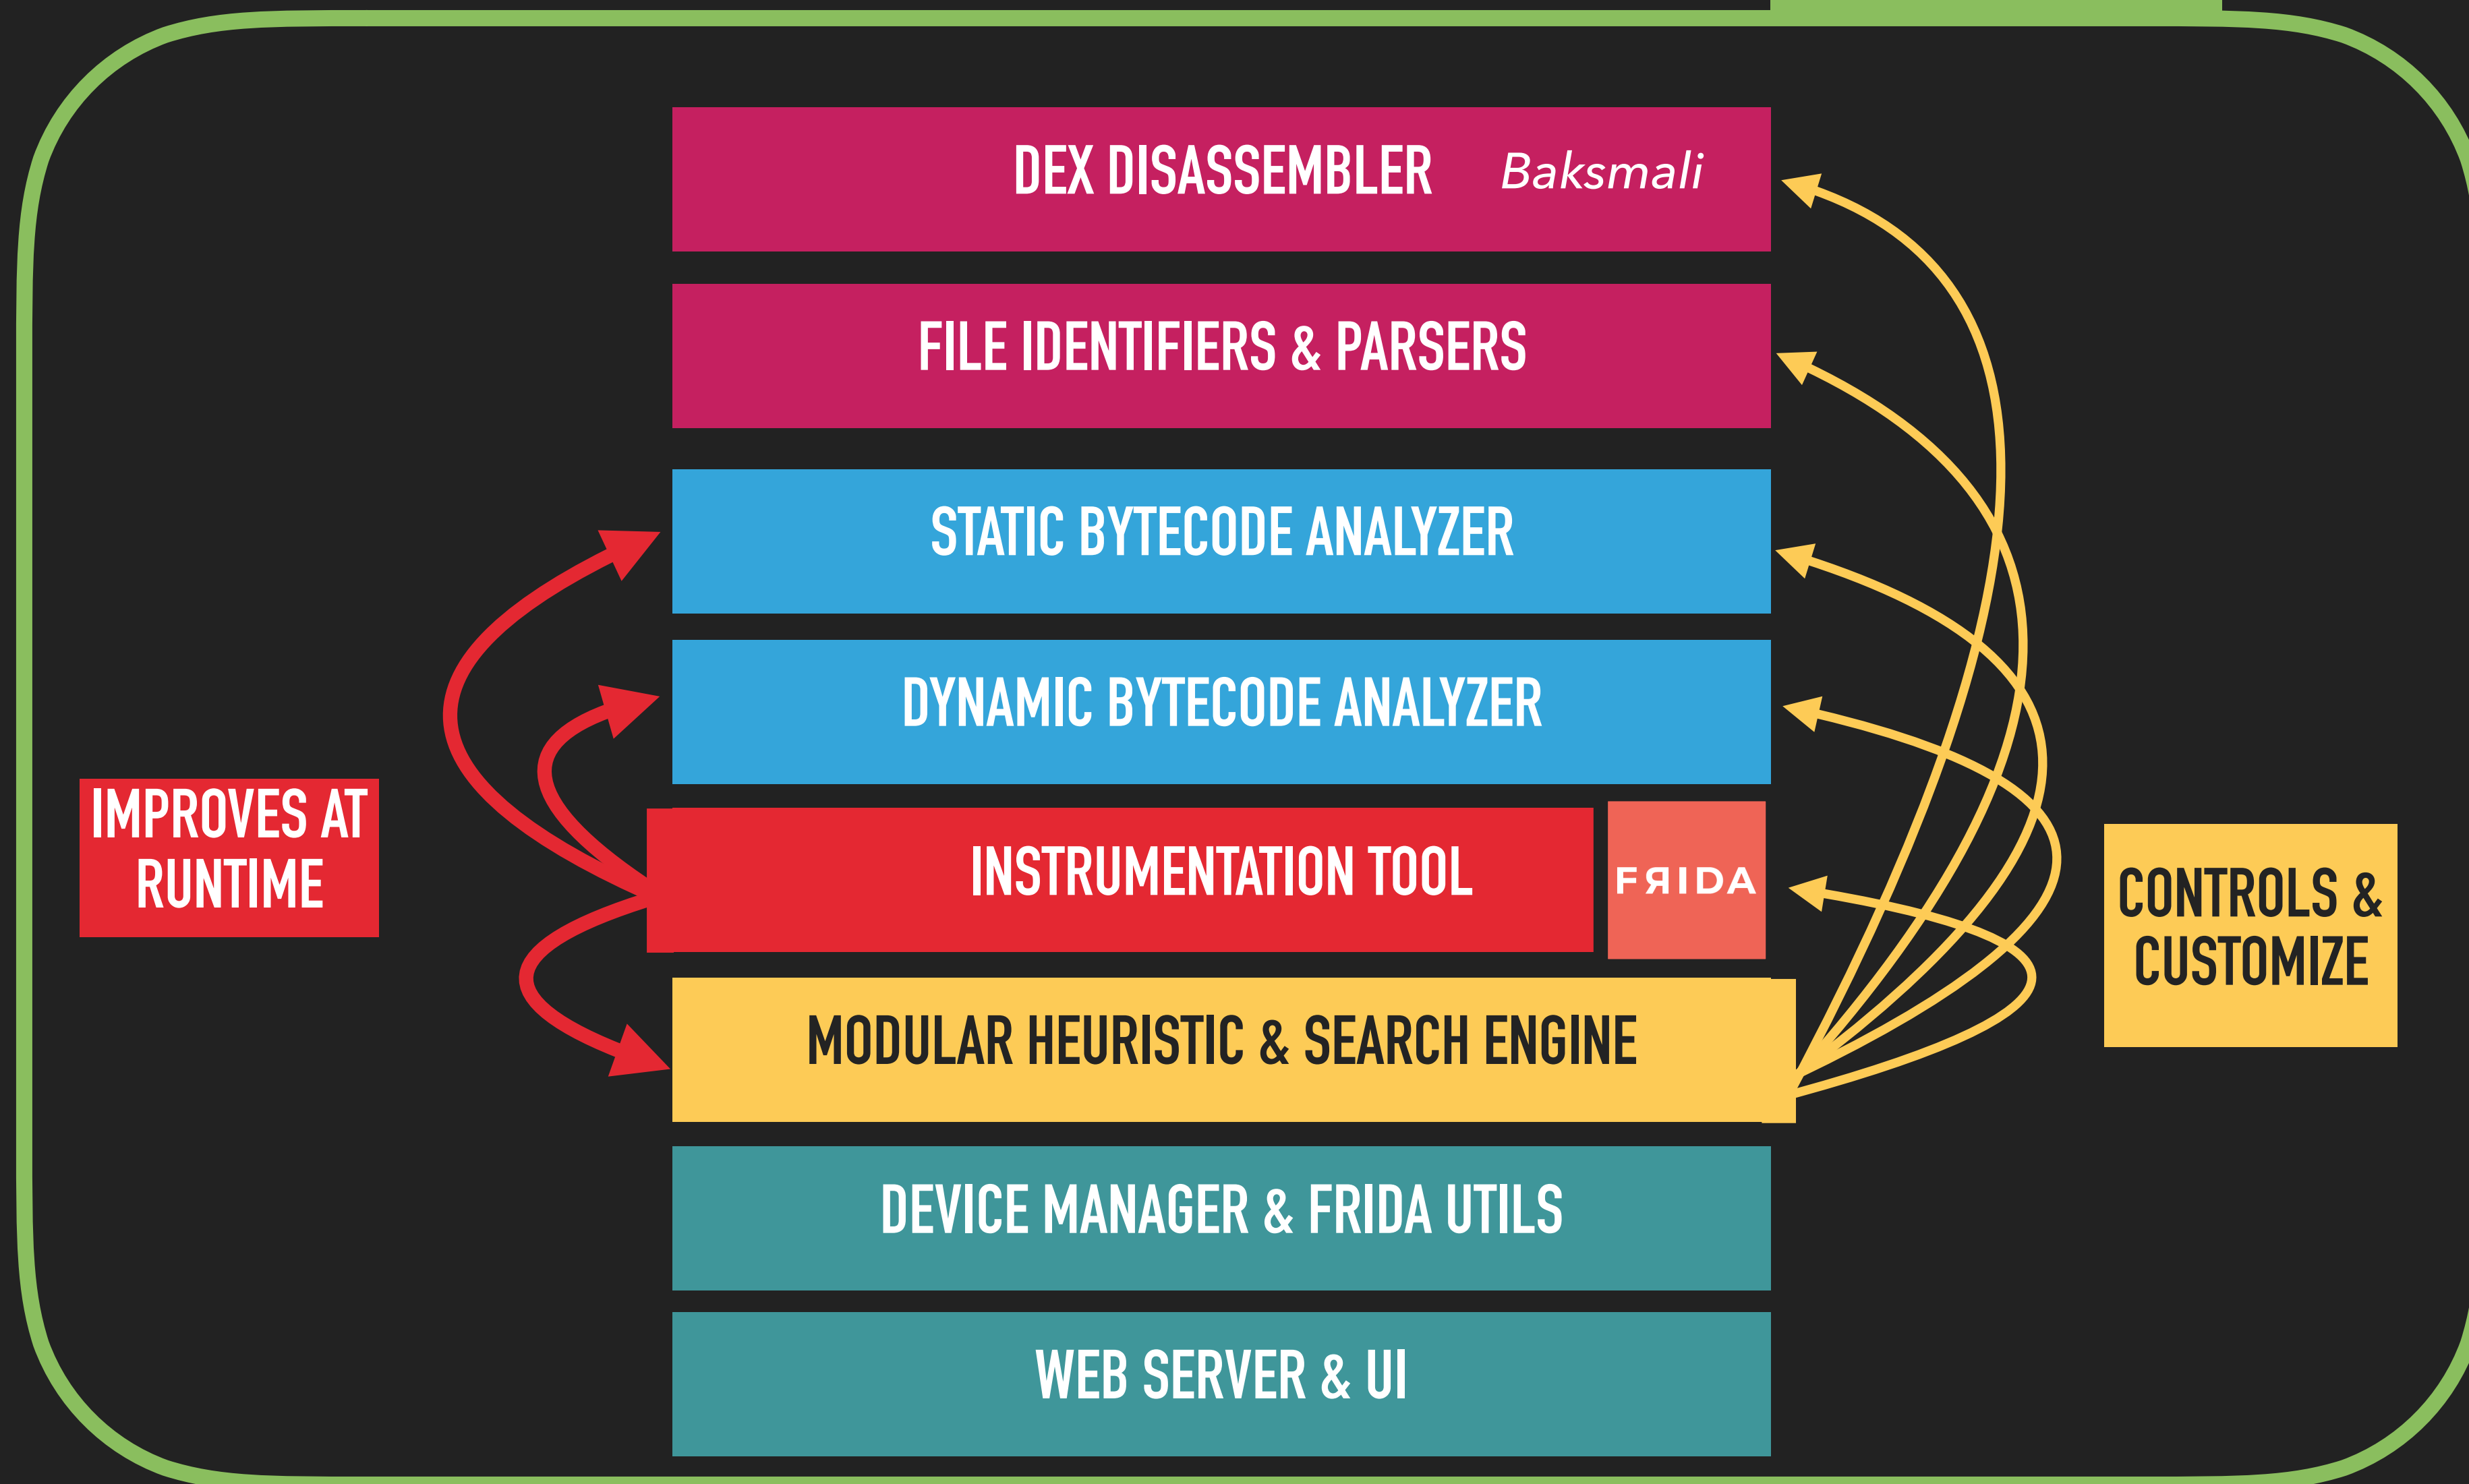 DEX DISASSEMBLER Baksmali
FILE IDENTIFIERS & PARSERS
STATIC BYTECODE ANALYZER
DYNAMIC BYTECODE ANALYZER
IMPROVES AT
RUNTIME
INSTRUMENTATION TOOL FЯIDA
CONTROLS &
CUSTOMIZE
MODULAR HEURISTIC & SEARCH ENGINE
DEVICE MANAGER & FRIDA UTILS
WEB SERVER & UI